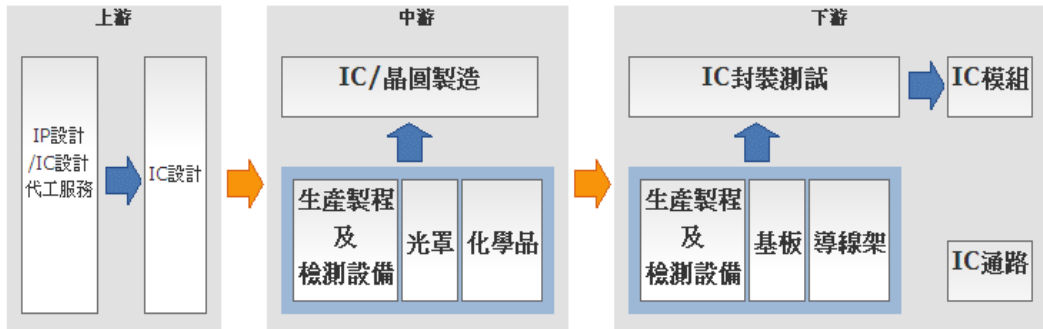 上游
IP設計
/IC設計
代工服務
IC設計
中游
IC/晶圓製造
生產製程
及
檢測設備
光罩
化學品
下游
IC封裝測試
IC模組
生產製程
及
檢測設備
基板
導線架
IC通路